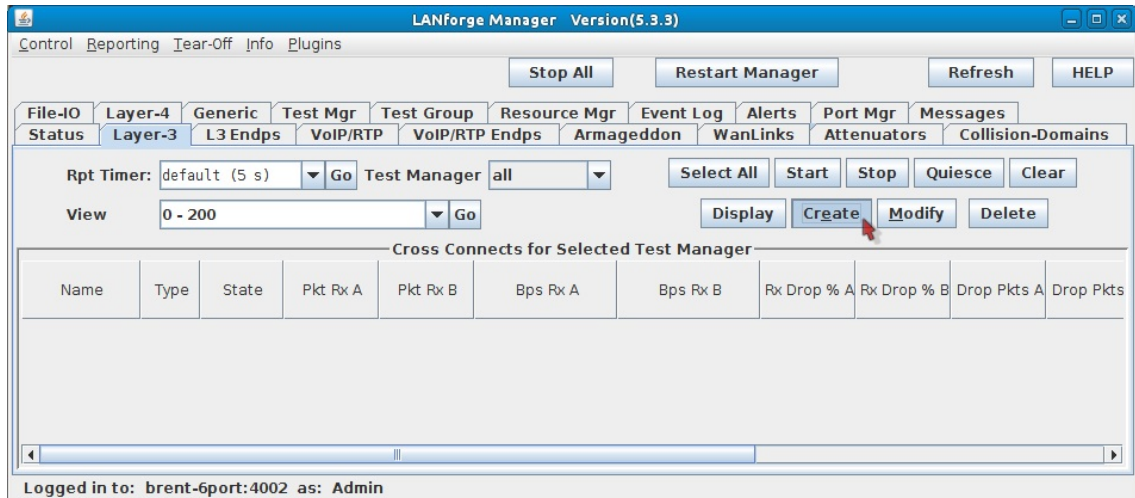 LANforge Manager Version(5.3.3)
Control Reporting Tear-Off Info Plugins
Stop All Restart Manager Refresh HELP
File-IO Layer-4 Generic Test Mgr Test Group Resource Mgr Event Log Alerts Port Mgr Messages
Status Layer-3 L3 Endps VoIP/RTP VoIP/RTP Endps Armageddon WanLinks Attenuators Collision-Domains
Rpt Timer: default (5 s) Go Test Manager all Select All Start Stop Quiesce Clear
View 0 - 200 Go Display Create Modify Delete
Cross Connects for Selected Test Manager
Name Type State Pkt Rx A Pkt Rx B Bps Rx A Bps Rx B Rx Drop % A Rx Drop % B Drop Pkts A Drop Pkts
Logged in to: brent-6port:4002 as: Admin